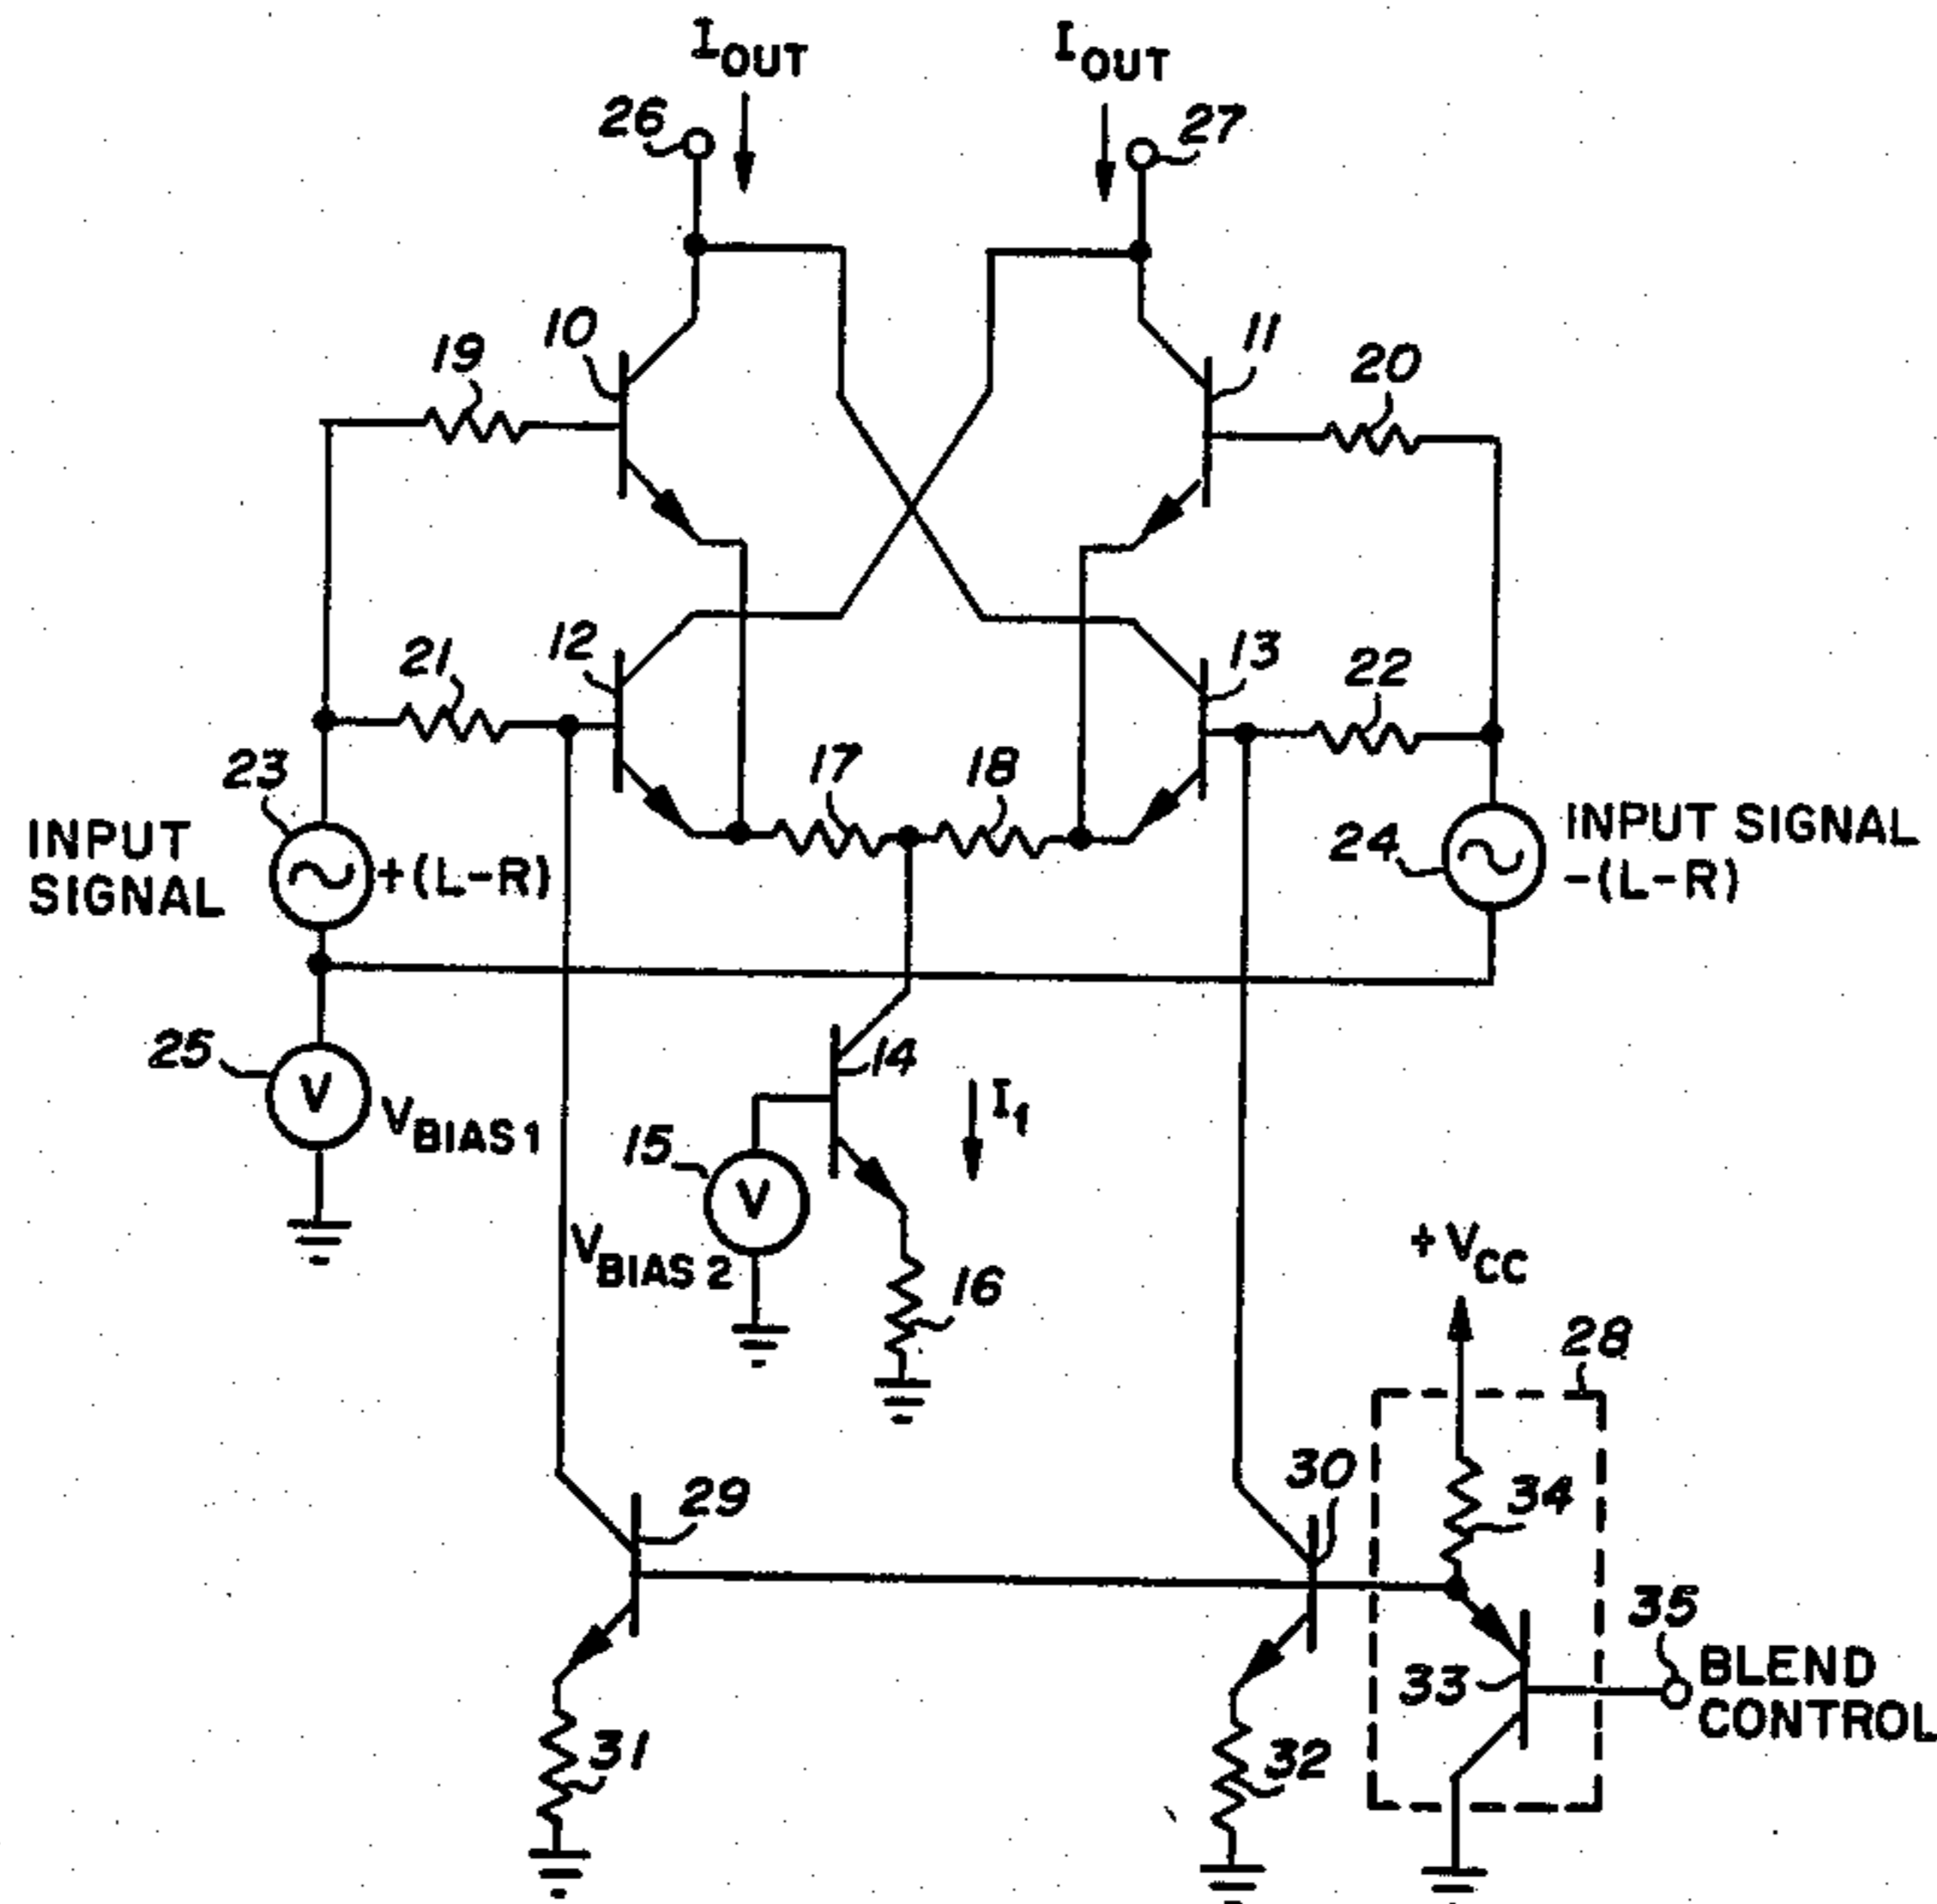 I OUT
I OUT
26
27
10
11
19
20
12
13
21
22
17
18
23
INPUT
SIGNAL
+(L-R)
24
INPUT SIGNAL
-(L-R)
25
V
V BIAS 1
14
I1
15
V
V BIAS 2
16
+VCC
28
29
30
34
35
BLEND
CONTROL
33
31
32